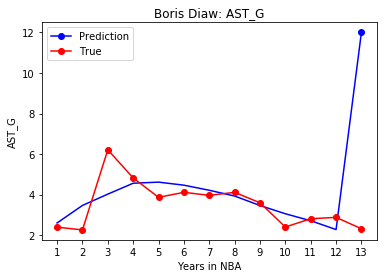 Boris Diaw: AST_G
Prediction
True
AST_G
12
10
8
6
4
2
1 2 3 4 5 6 7 8 9 10 11 12 13
Years in NBA